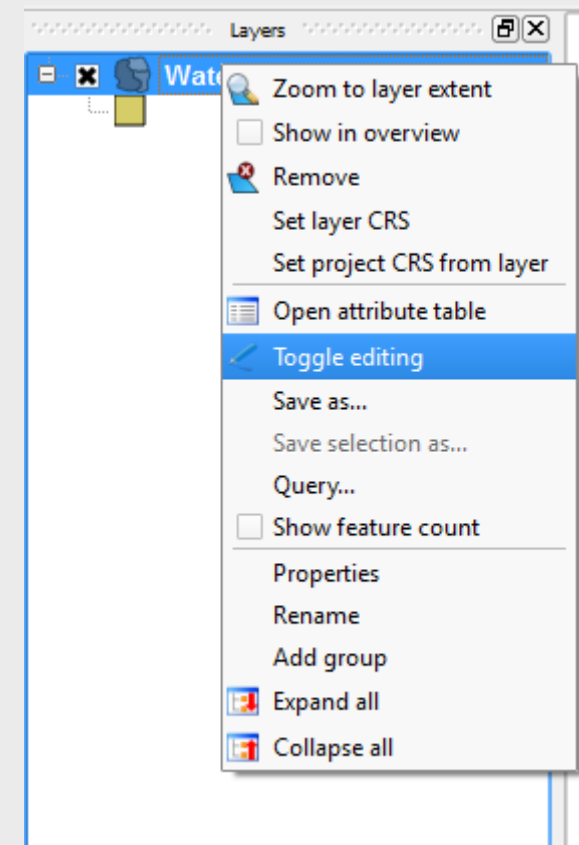 Layers
Zoom to layer extent
Show in overview
Remove
Set layer CRS
Set project CRS from layer
Open attribute table
Toggle editing
Save as...
Save selection as...
Query...
Show feature count
Properties
Rename
Add group
Expand all
Collapse all